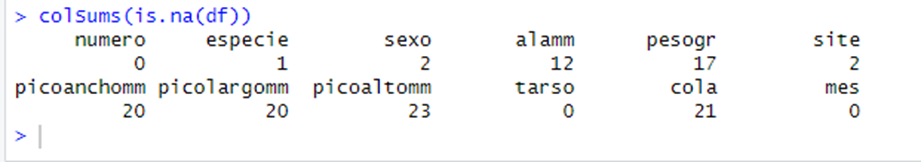 > colSums(is.na(df))
numero especie sexo alamm pesogr site
0 1 2 12 17 2
picoanchomm picolargomm picoaltomm tarso cola mes
20 20 23 0 21 0
>